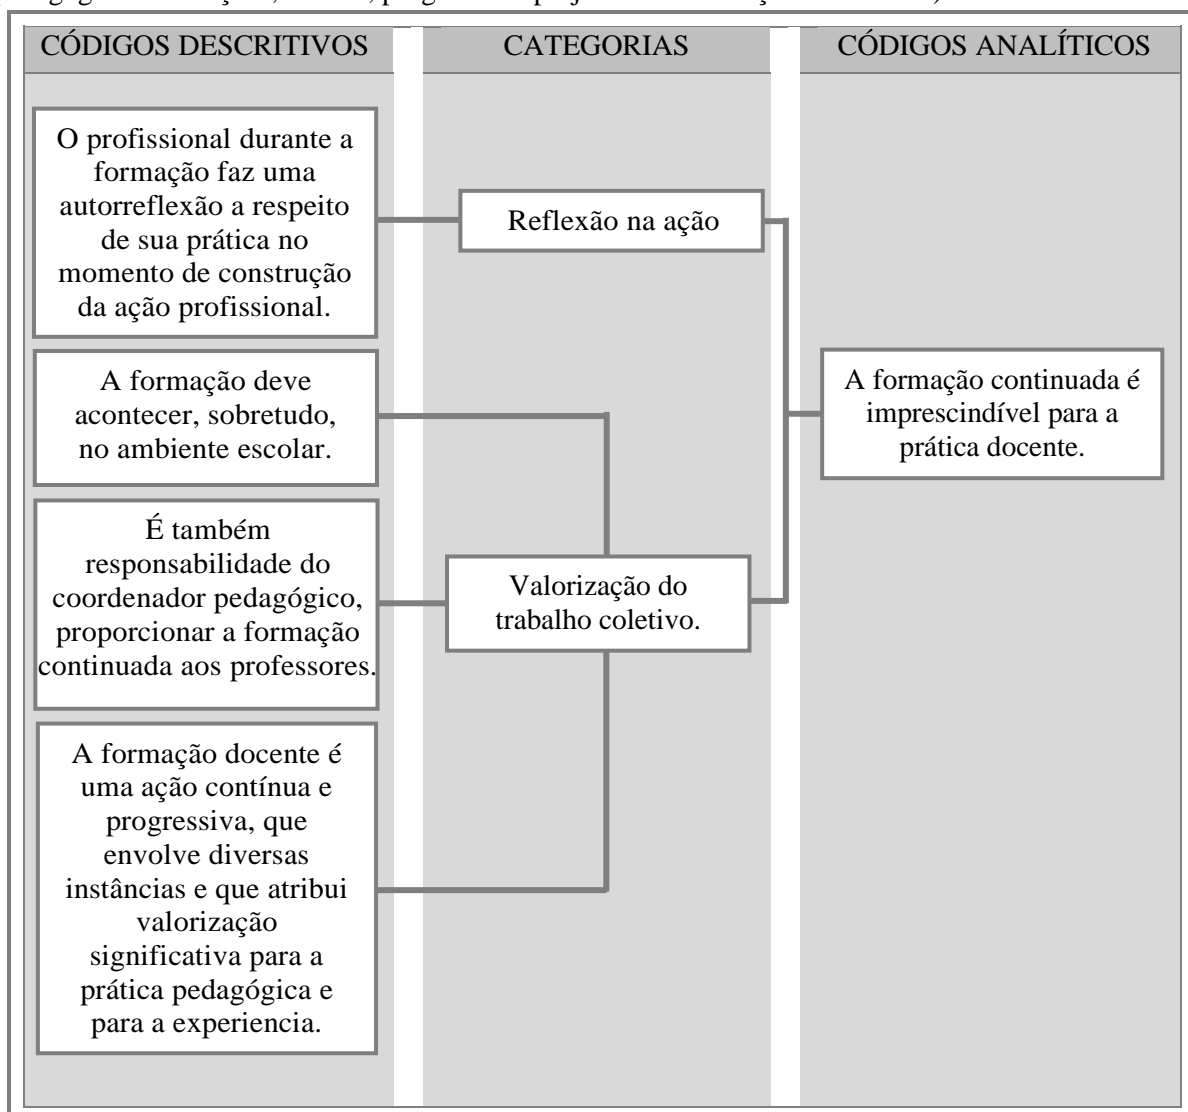 CÓDIGOS DESCRITIVOS
CATEGORIAS
CÓDIGOS ANALÍTICOS
O profissional durante a
formação faz uma
autorreflexão a respeito
de sua prática no
momento de construção
da ação profissional.
Reflexão na ação
A formação deve
acontecer, sobretudo,
no ambiente escolar.
A formação continuada é
imprescindível para a
prática docente.
É também
responsabilidade do
coordenador pedagógico,
proporcionar a formação
continuada aos professores.
Valorização do
trabalho coletivo.
A formação docente é
uma ação contínua e
progressiva, que
envolve diversas
instâncias e que atribui
valorização
significativa para a
prática pedagógica e
para a experiencia.